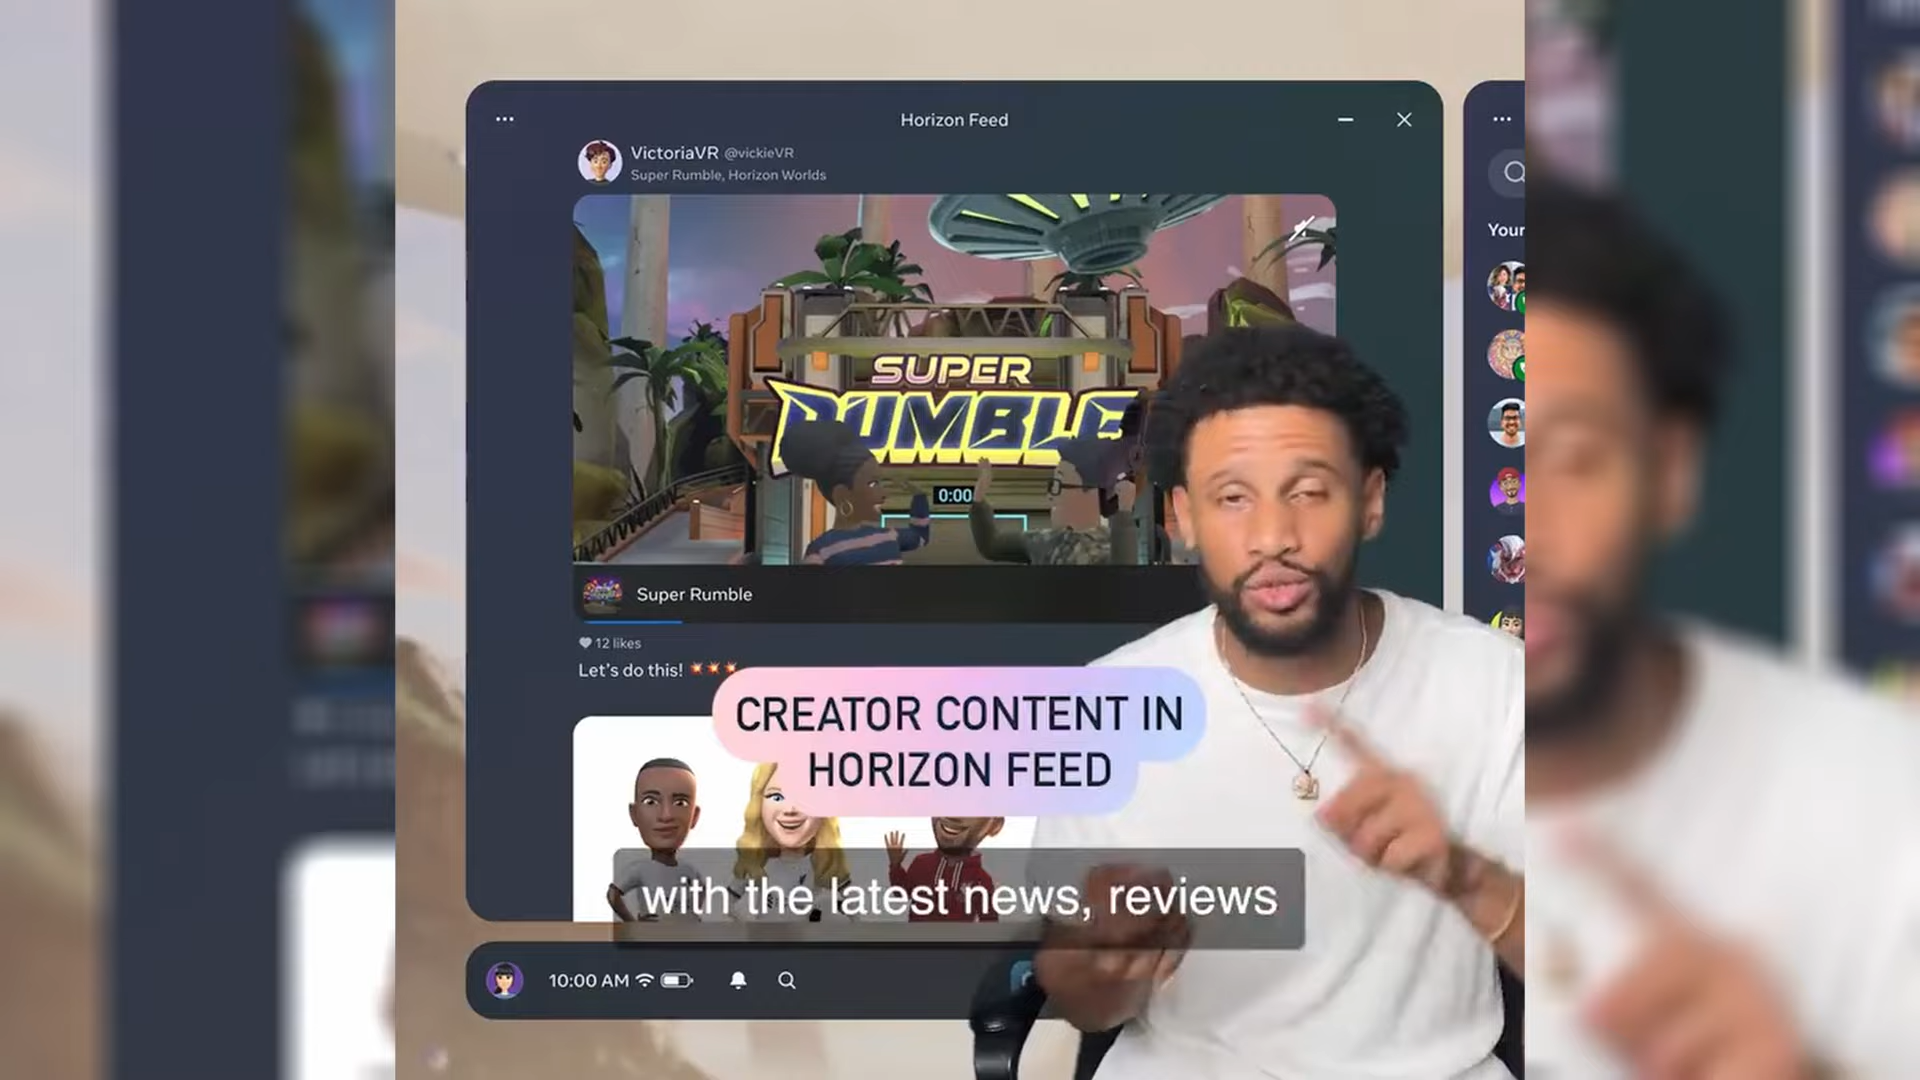 Horizon Feed
VictoriaVR @vickieVR
Super Rumble, Horizon Worlds
Your
SUPER
RUMBLE
0:00
Super Rumble
12 likes
Let's do this!
CREATOR CONTENT IN
HORIZON FEED
with the latest news, reviews
10:00 AM